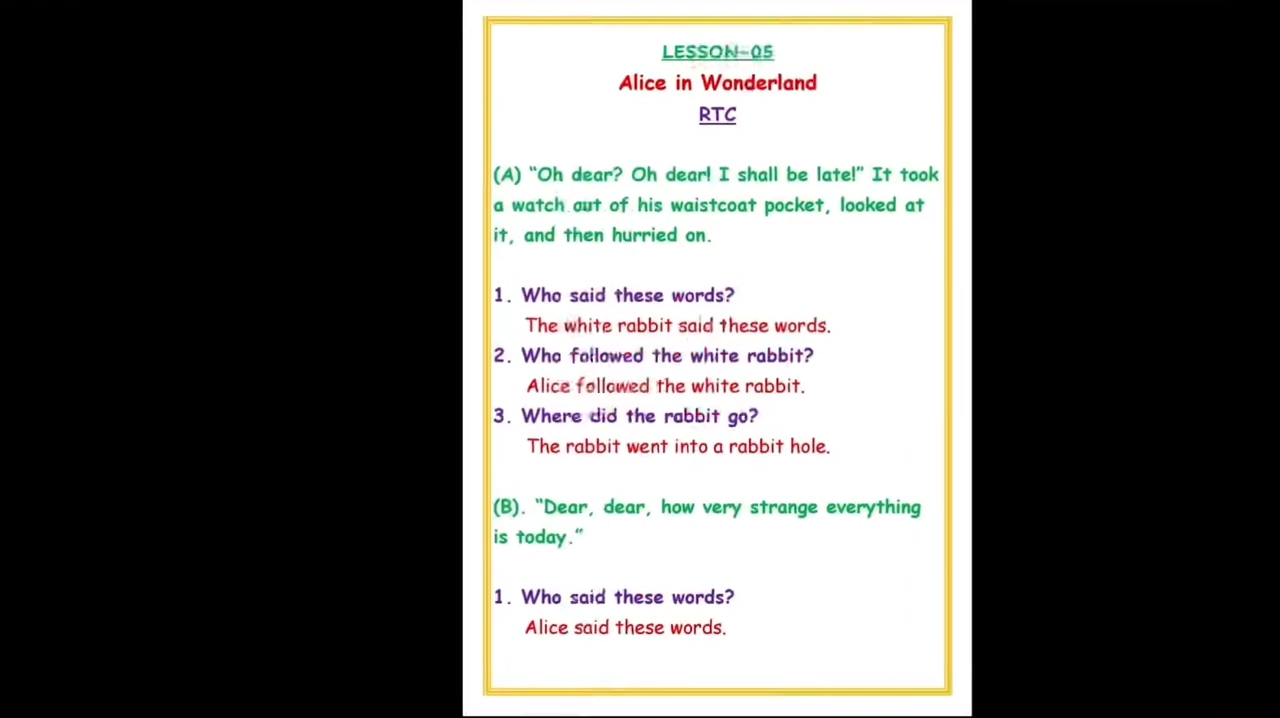 LESSON-05
Alice in Wonderland
RTC
(A) “Oh dear? Oh dear! I shall be late!” It took
a watch out of his waistcoat pocket, looked at
it, and then hurried on.
1. Who said these words?
The white rabbit said these words.
2. Who followed the white rabbit?
Alice followed the white rabbit.
3. Where did the rabbit go?
The rabbit went into a rabbit hole.
(B). “Dear, dear, how very strange everything
is today.”
1. Who said these words?
Alice said these words.